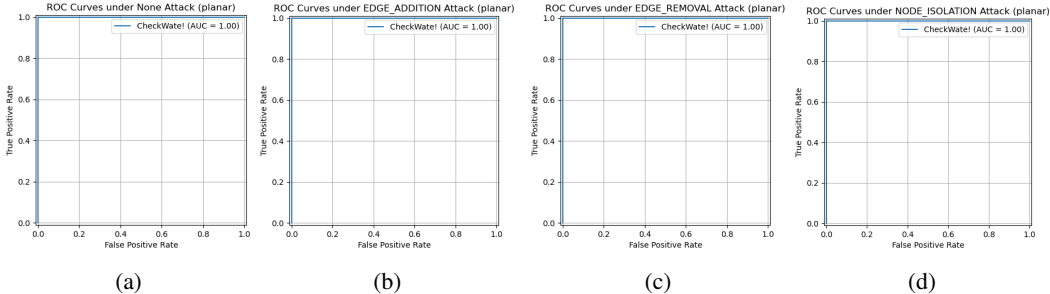 ROC Curves under None Attack (planar)
CheckWate! (AUC = 1.00)
True Positive Rate
1.0
0.8
0.6
0.4
0.2
0.0
0.0 0.2 0.4 0.6 0.8 1.0
False Positive Rate
(a)
ROC Curves under EDGE_ADDITION Attack (planar)
CheckWate! (AUC = 1.00)
True Positive Rate
1.0
0.8
0.6
0.4
0.2
0.0
0.0 0.2 0.4 0.6 0.8 1.0
False Positive Rate
(b)
ROC Curves under EDGE_REMOVAL Attack (planar)
CheckWate! (AUC = 1.00)
True Positive Rate
1.0
0.8
0.6
0.4
0.2
0.0
0.0 0.2 0.4 0.6 0.8 1.0
False Positive Rate
(c)
ROC Curves under NODE_ISOLATION Attack (planar)
CheckWate! (AUC = 1.00)
True Positive Rate
1.0
0.8
0.6
0.4
0.2
0.0
0.0 0.2 0.4 0.6 0.8 1.0
False Positive Rate
(d)